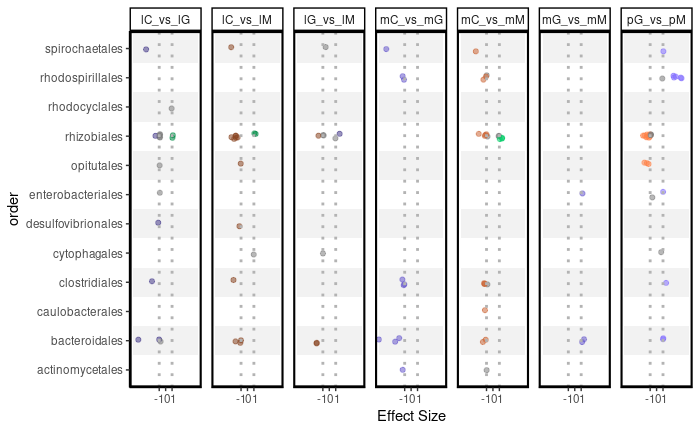 lC_vs_lG lC_vs_lM lG_vs_lM mC_vs_mG mC_vs_mM mG_vs_mM pG_vs_pM
spirochaetales
rhodospirillales
rhodocyclales
rhizobiales
opitutales
enterobacteriales
desulfovibrionales
cytophagales
clostridiales
caulobacterales
bacteroidales
actinomycetales
order
-101 -101 -101 -101 -101 -101 -101
Effect Size